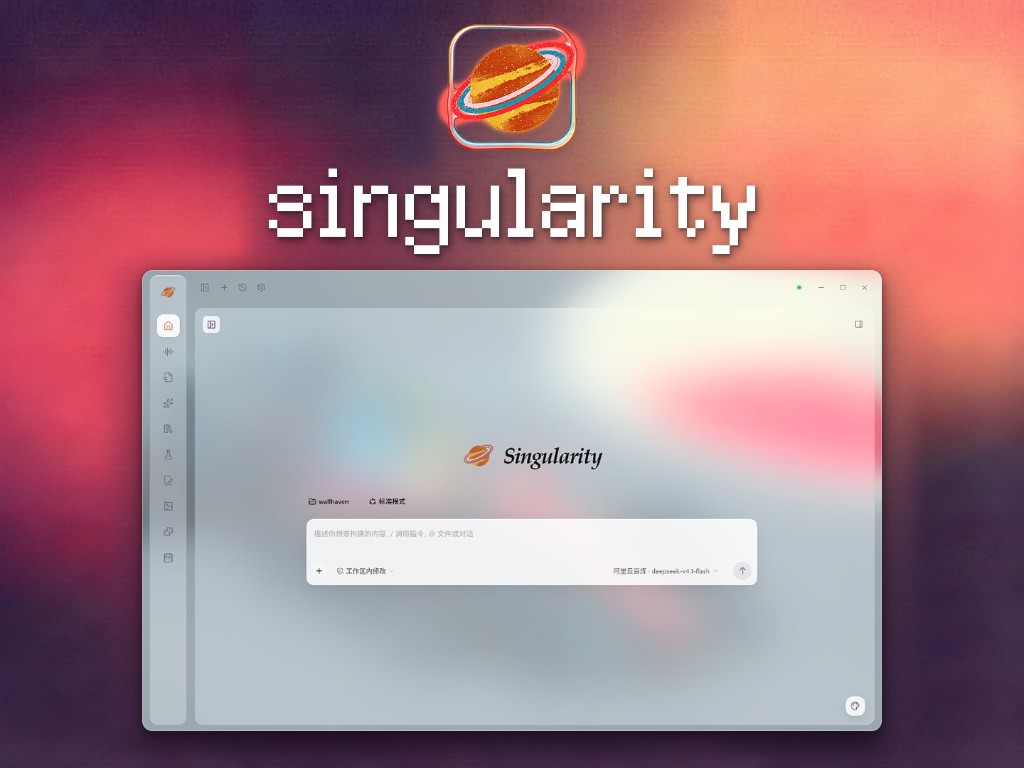 singularity
Singularity
wallhaven 标准模式
描述你想要构建的内容, / 调用指令, @ 文件或对话
工作区内修改
阿里云百炼 · deepseek-v4.1-flash